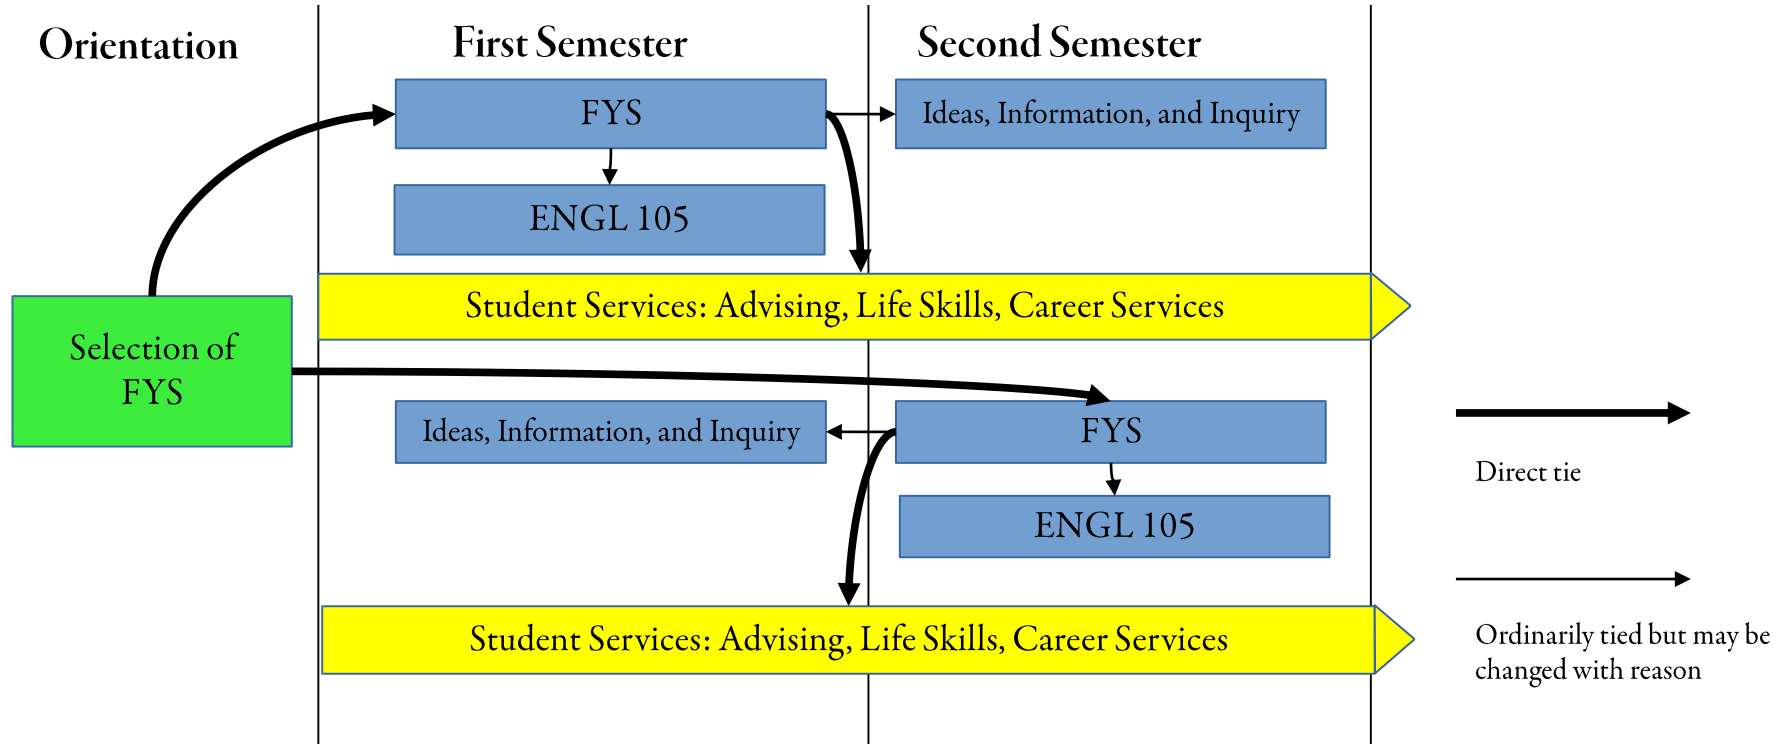 Orientation
First Semester
Second Semester
FYS
Ideas, Information, and Inquiry
ENGL 105
Student Services: Advising, Life Skills, Career Services
Selection of
FYS
Ideas, Information, and Inquiry
FYS
ENGL 105
Student Services: Advising, Life Skills, Career Services
Direct tie
Ordinarily tied but may be
changed with reason